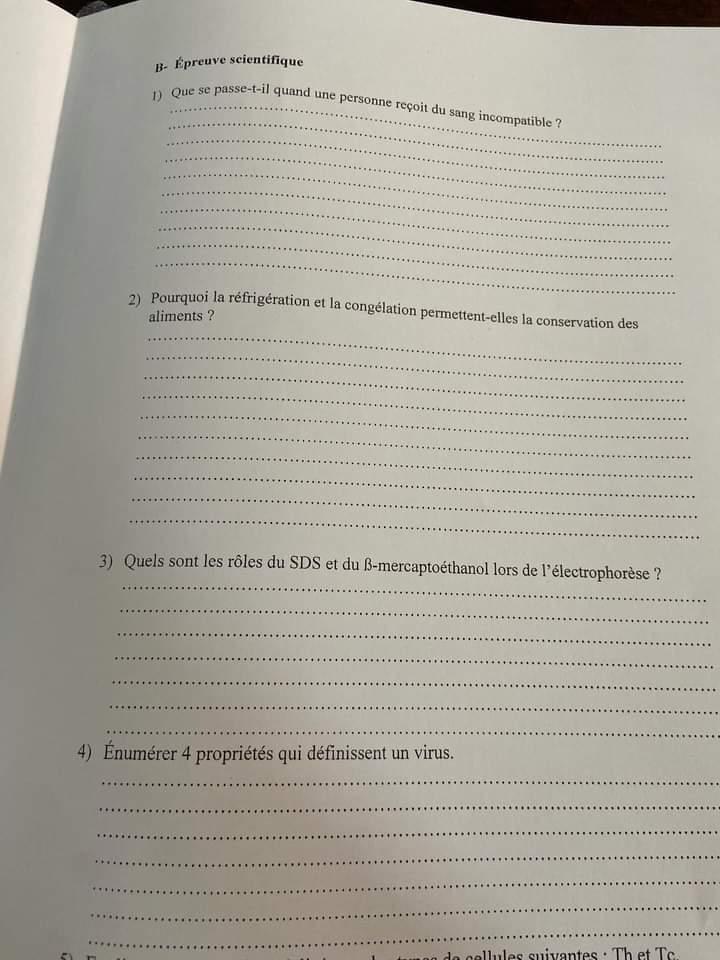 B- Épreuve scientifique
1) Que se passe-t-il quand une personne reçoit du sang incompatible ?
2) Pourquoi la réfrigération et la congélation permettent-elles la conservation des
aliments ?
3) Quels sont les rôles du SDS et du ß-mercaptoéthanol lors de l'électrophorèse ?
4) Énumérer 4 propriétés qui définissent un virus.
de cellules suivantes : Th et Tc.